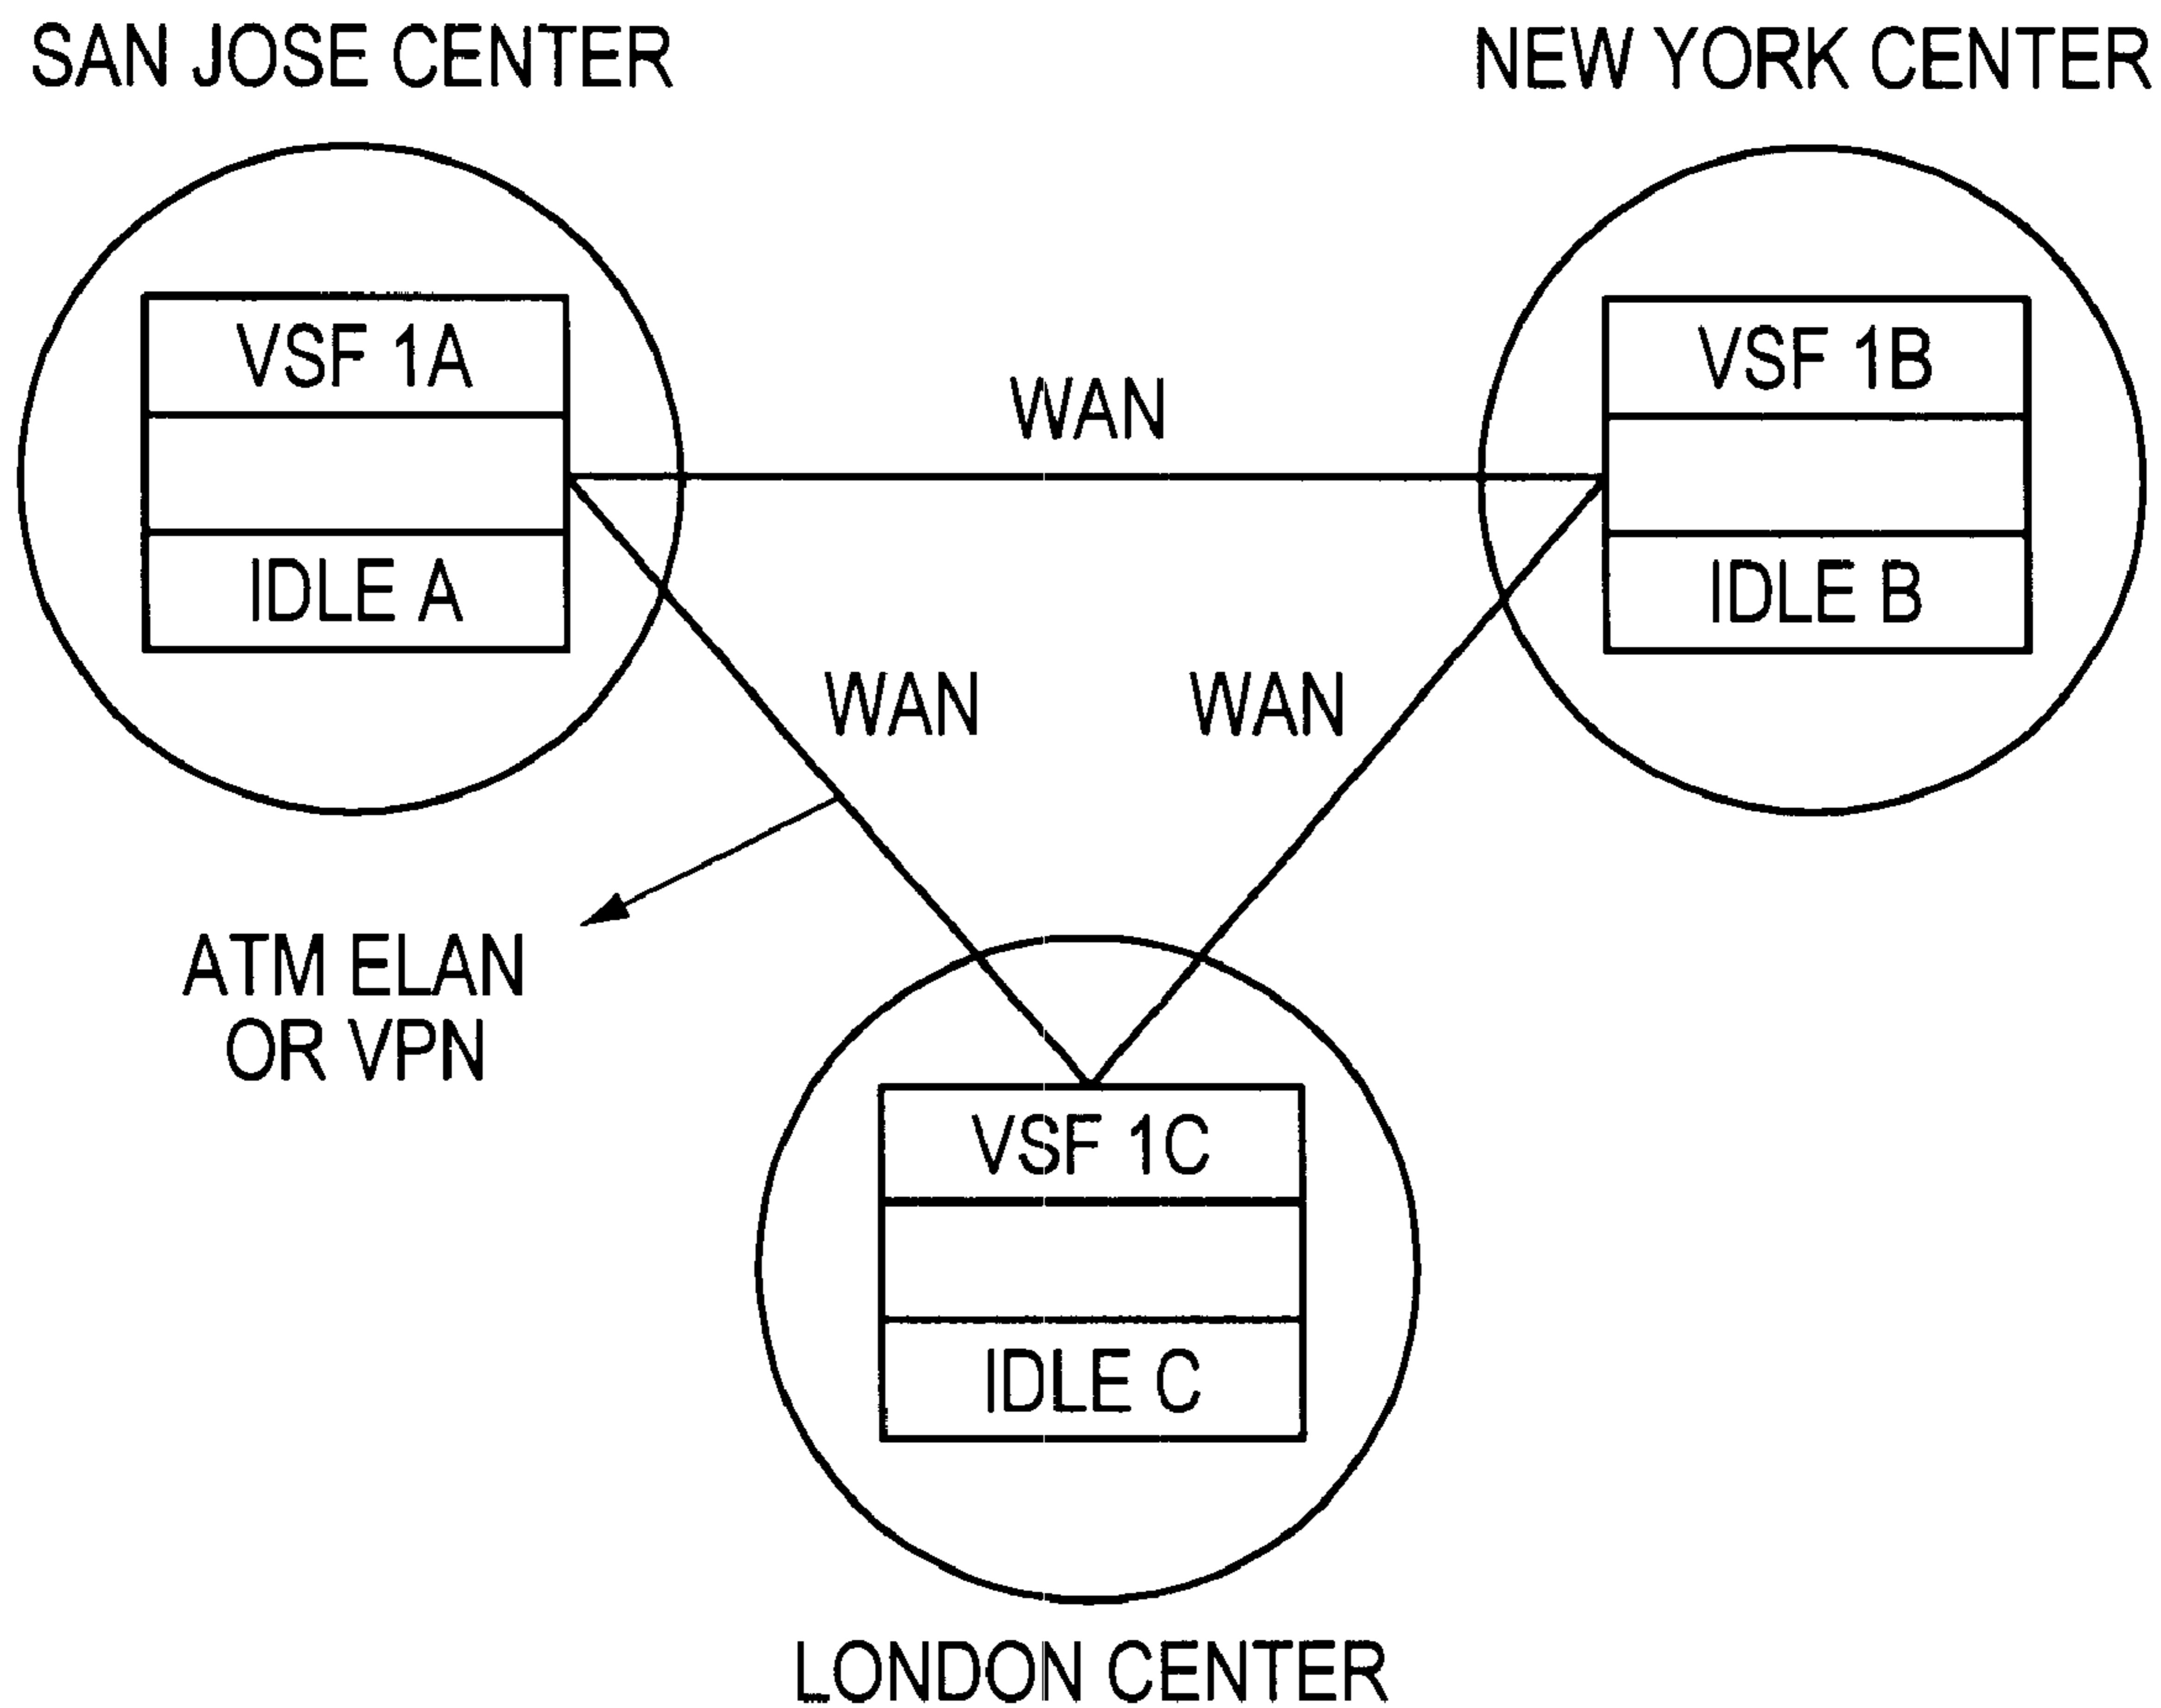 SAN JOSE CENTER
NEW YORK CENTER
VSF 1A
IDLE A
WAN
VSF 1B
IDLE B
WAN
WAN
ATM ELAN
OR VPN
VSF 1C
IDLE C
LONDON CENTER